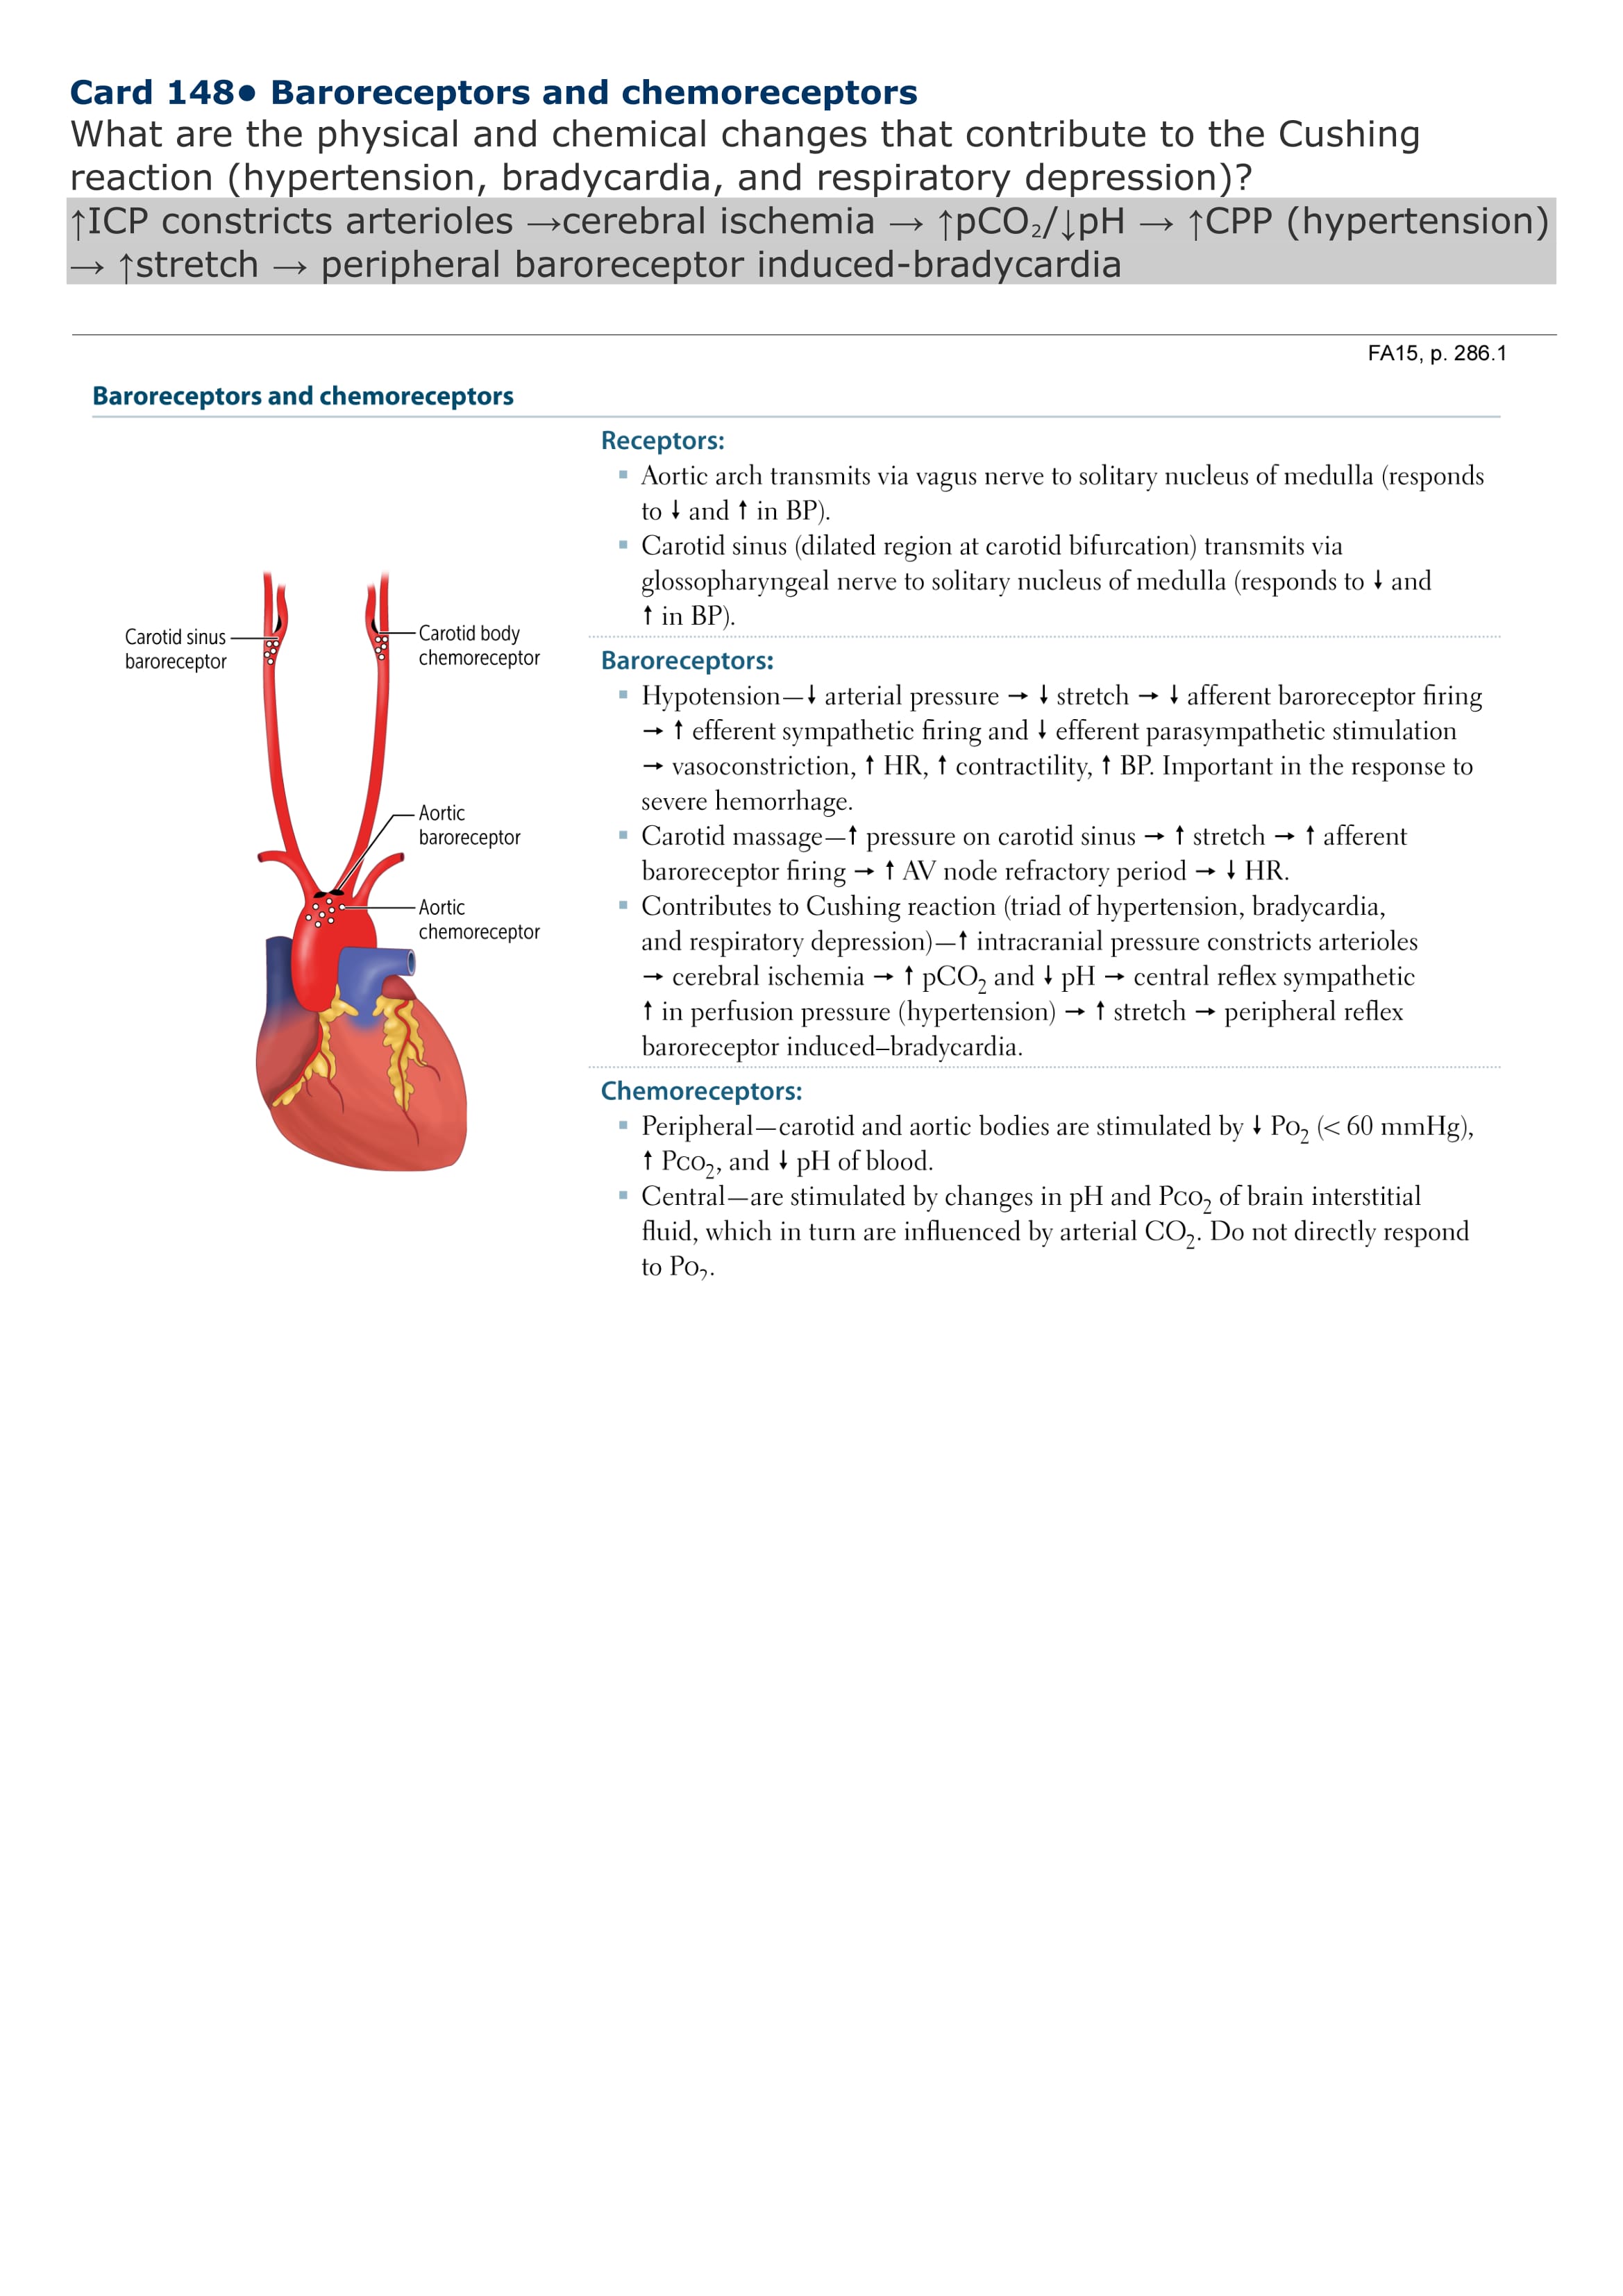 Card 148● Baroreceptors and chemoreceptors
What are the physical and chemical changes that contribute to the Cushing
reaction (hypertension, bradycardia, and respiratory depression)?
↑ICP constricts arterioles →cerebral ischemia → ↑pCO₂/↓pH → ↑CPP (hypertension)
→ ↑stretch → peripheral baroreceptor induced-bradycardia
FA15, p. 286.1
Baroreceptors and chemoreceptors
Carotid sinus
baroreceptor
Carotid body
chemoreceptor
Aortic
baroreceptor
Aortic
chemoreceptor
Receptors:
▪ Aortic arch transmits via vagus nerve to solitary nucleus of medulla (responds
to ↓ and ↑ in BP).
▪ Carotid sinus (dilated region at carotid bifurcation) transmits via
glossopharyngeal nerve to solitary nucleus of medulla (responds to ↓ and
↑ in BP).
Baroreceptors:
▪ Hypotension—↓ arterial pressure → ↓ stretch → ↓ afferent baroreceptor firing
→ ↑ efferent sympathetic firing and ↓ efferent parasympathetic stimulation
→ vasoconstriction, ↑ HR, ↑ contractility, ↑ BP. Important in the response to
severe hemorrhage.
▪ Carotid massage—↑ pressure on carotid sinus → ↑ stretch → ↑ afferent
baroreceptor firing → ↑ AV node refractory period → ↓ HR.
▪ Contributes to Cushing reaction (triad of hypertension, bradycardia,
and respiratory depression)—↑ intracranial pressure constricts arterioles
→ cerebral ischemia → ↑ pCO₂ and ↓ pH → central reflex sympathetic
↑ in perfusion pressure (hypertension) → ↑ stretch → peripheral reflex
baroreceptor induced–bradycardia.
Chemoreceptors:
▪ Peripheral—carotid and aortic bodies are stimulated by ↓ Po₂ (< 60 mmHg),
↑ Pco₂, and ↓ pH of blood.
▪ Central—are stimulated by changes in pH and Pco₂ of brain interstitial
fluid, which in turn are influenced by arterial CO₂. Do not directly respond
to Po₂.